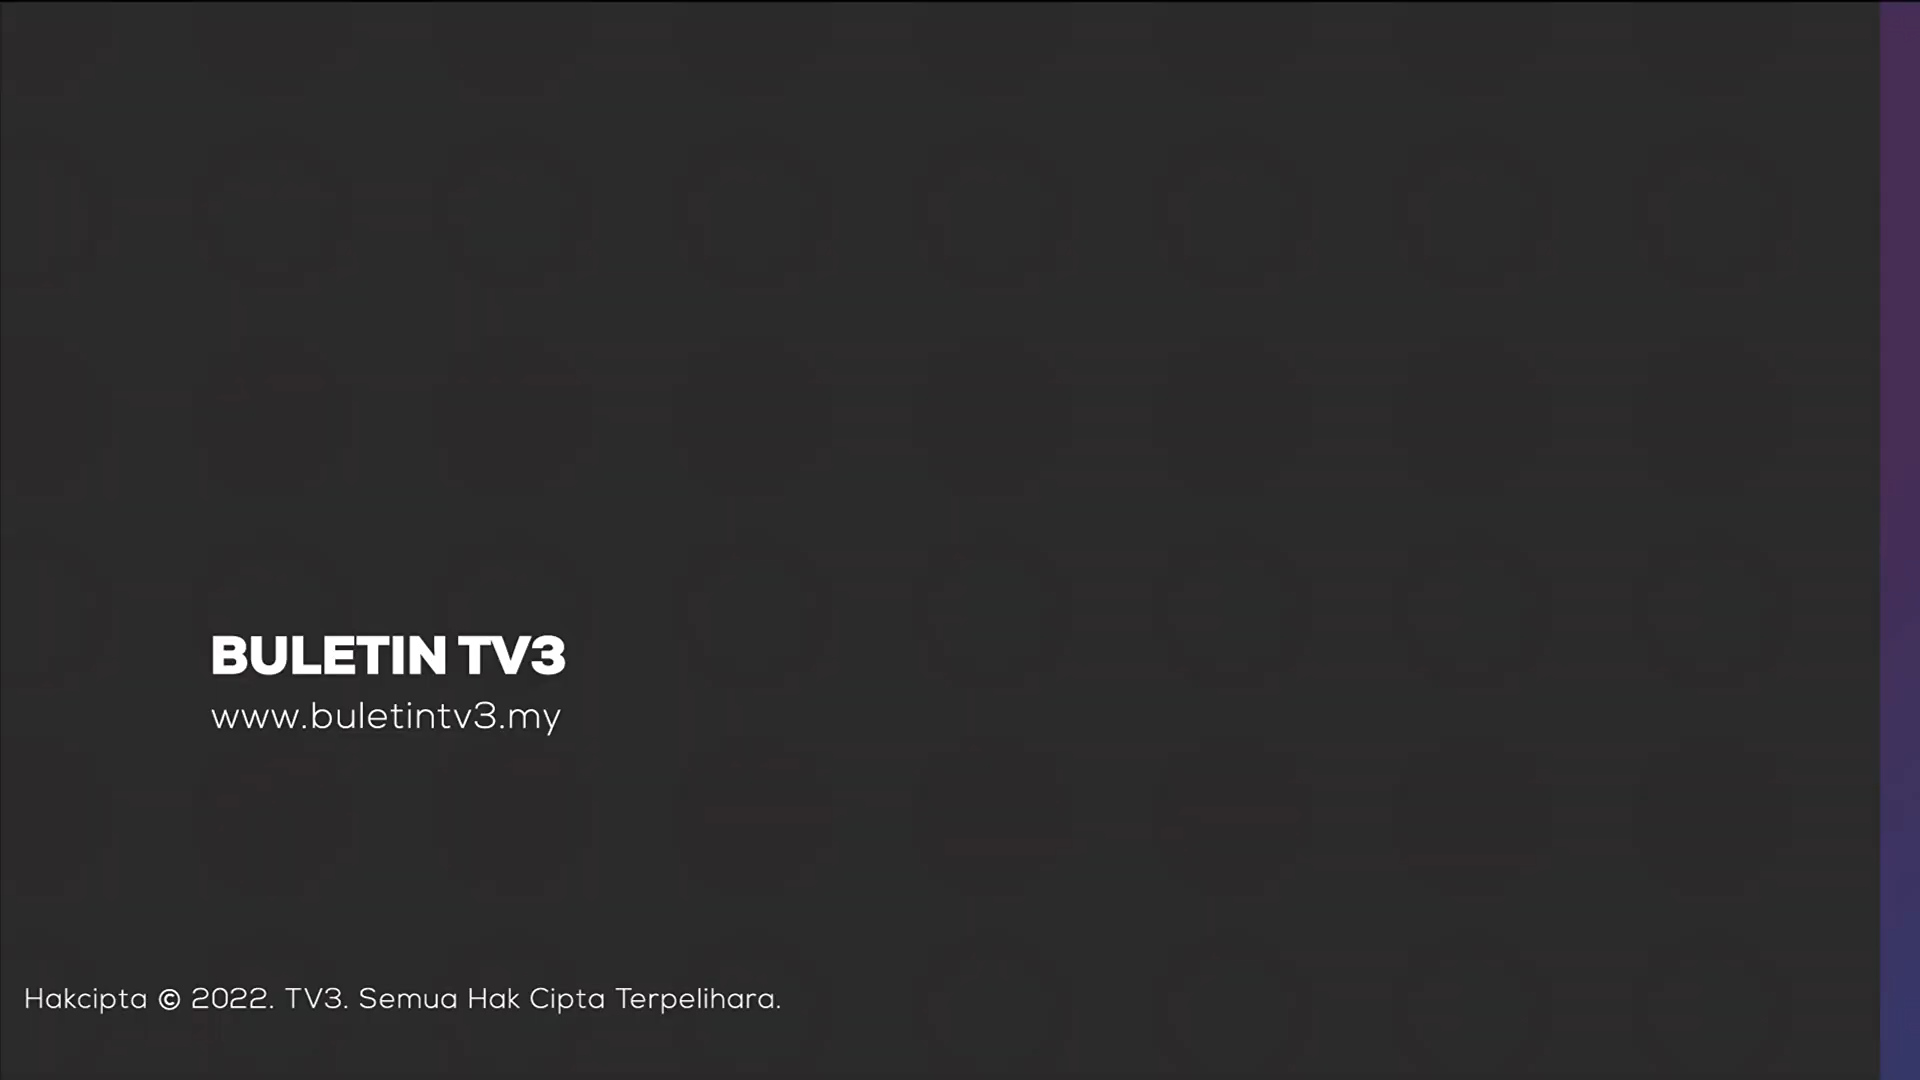 BULETIN TV3
www.buletintv3.my
Hakcipta © 2022. TV3. Semua Hak Cipta Terpelihara.